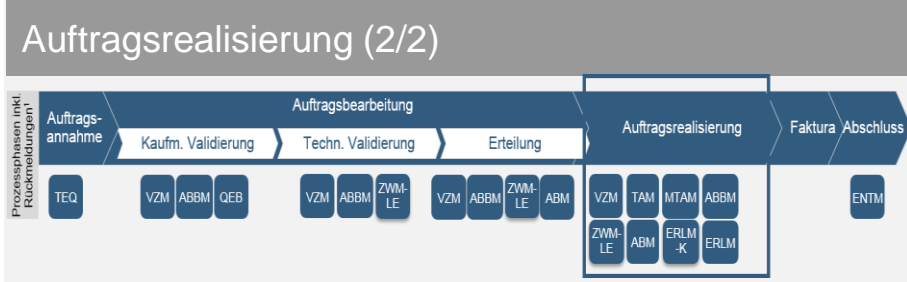 Auftragsrealisierung (2/2)
Prozessphasen inkl.
Rückmeldungen¹
Auftrags-
annahme
Auftragsbearbeitung
Kaufm. Validierung
Techn. Validierung
Erteilung
Auftragsrealisierung
Faktura
Abschluss
TEQ
VZM
ABBM
QEB
VZM
ABBM
ZWM-
LE
VZM
ABBM
ZWM-
LE
ABM
VZM
TAM
MTAM
ABBM
ZWM-
LE
ABM
ERLM
-K
ERLM
ENTM